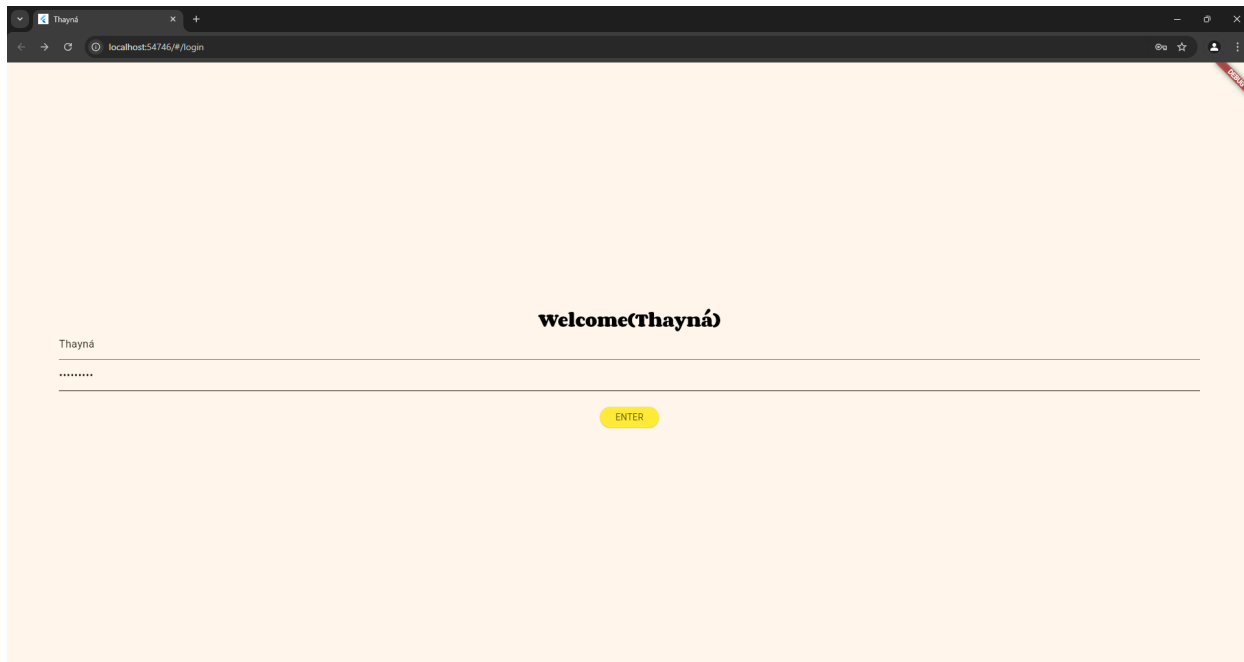 Thayná
localhost:54746/#/login
DEBUG
Welcome(Thayná)
Thayná
•••••••••
ENTER